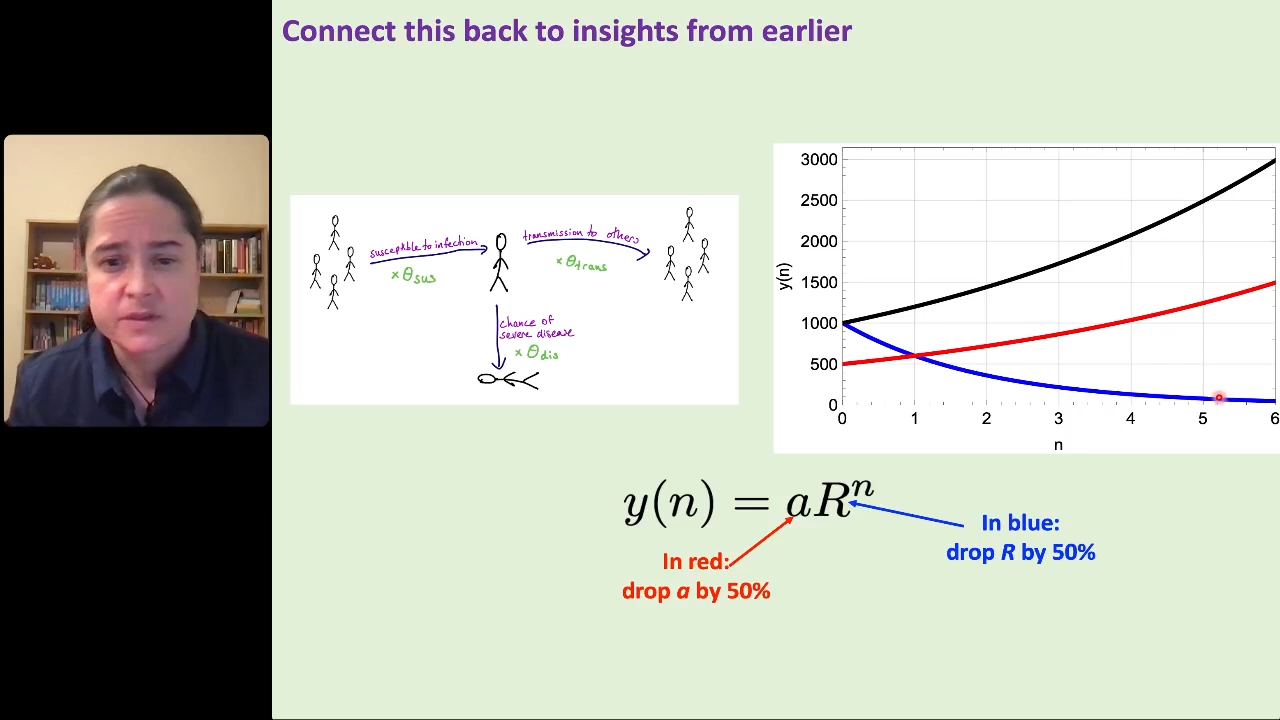 Connect this back to insights from earlier
susceptible to infection
× θsus
transmission to others
× θtrans
chance of
severe disease
× θdis
3000
2500
2000
1500
1000
500
0
y(n)
0 1 2 3 4 5 6
n
y(n) = aRⁿ
In red:
drop a by 50%
In blue:
drop R by 50%